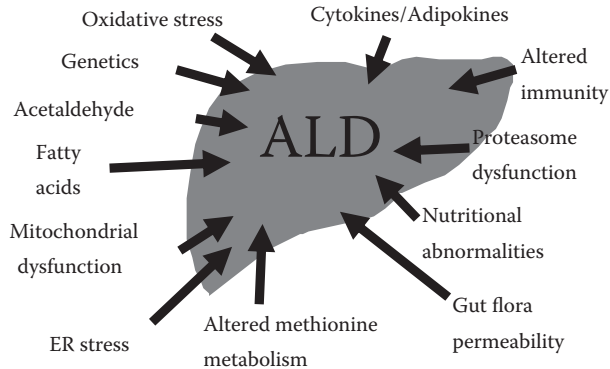 Oxidative stress
Cytokines/Adipokines
Genetics
Altered
immunity
Acetaldehyde
ALD
Fatty
acids
Proteasome
dysfunction
Mitochondrial
dysfunction
Nutritional
abnormalities
Gut flora
permeability
ER stress
Altered methionine
metabolism